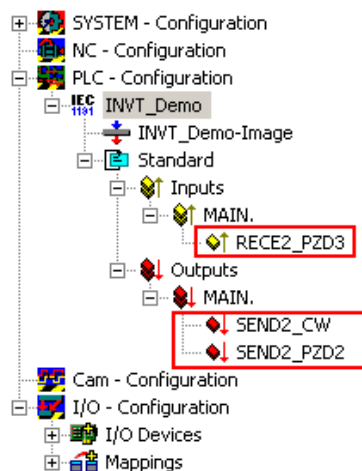 SYSTEM - Configuration
NC - Configuration
PLC - Configuration
IEC
1131
INVT_Demo
INVT_Demo-Image
Standard
Inputs
MAIN.
RECE2_PZD3
Outputs
MAIN.
SEND2_CW
SEND2_PZD2
Cam - Configuration
I/O - Configuration
I/O Devices
Mappings